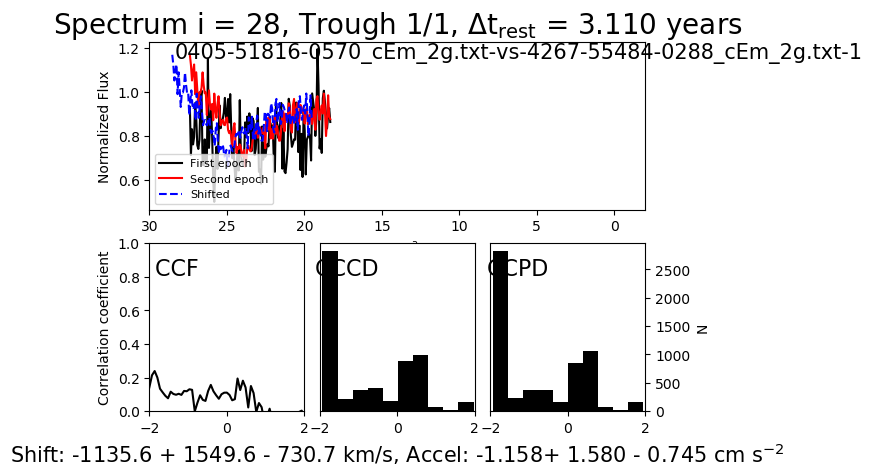 Spectrum i = 28, Trough 1/1, Δt_rest = 3.110 years
0405-51816-0570_cEm_2g.txt-vs-4267-55484-0288_cEm_2g.txt-1
Normalized Flux
1.2
1.0
0.8
0.6
First epoch
Second epoch
Shifted
30 25 20 15 10 5 0
Correlation coefficient
1.0
0.8
0.6
0.4
0.2
0.0
CCF
CCCD
CCPD
2500
2000
1500
1000
500
0
N
−2 0 2
−2 0 2
−2 0 2
Shift: -1135.6 + 1549.6 - 730.7 km/s, Accel: -1.158+ 1.580 - 0.745 cm s⁻²